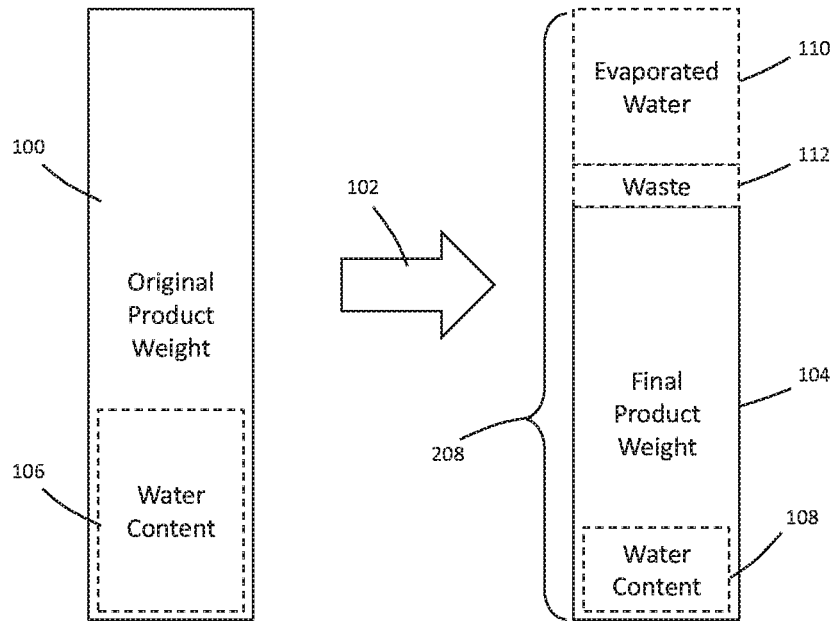 100
Original
Product
Weight
106
Water
Content
102
208
Evaporated
Water
110
Waste
112
Final
Product
Weight
104
Water
Content
108